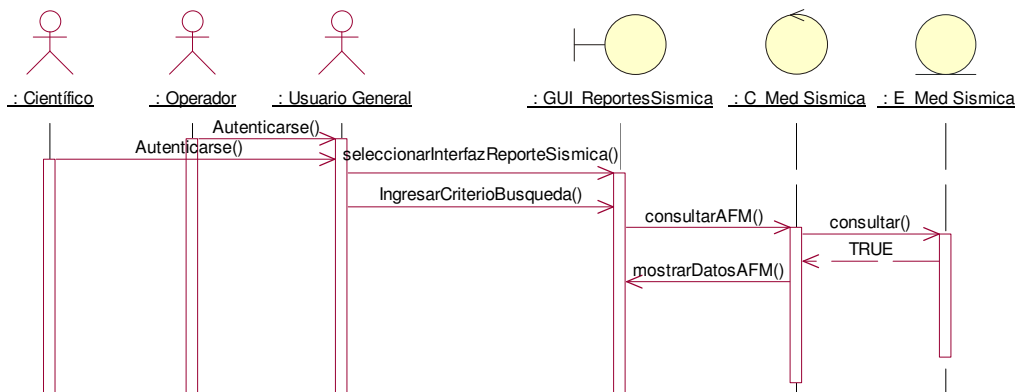 : Científico
: Operador
: Usuario General
: GUI_ReportesSismica
: C_Med Sismica
: E_Med Sismica
Autenticarse()
Autenticarse()
seleccionarInterfazReporteSismica()
IngresarCriterioBusqueda()
consultarAFM()
consultar()
TRUE
mostrarDatosAFM()